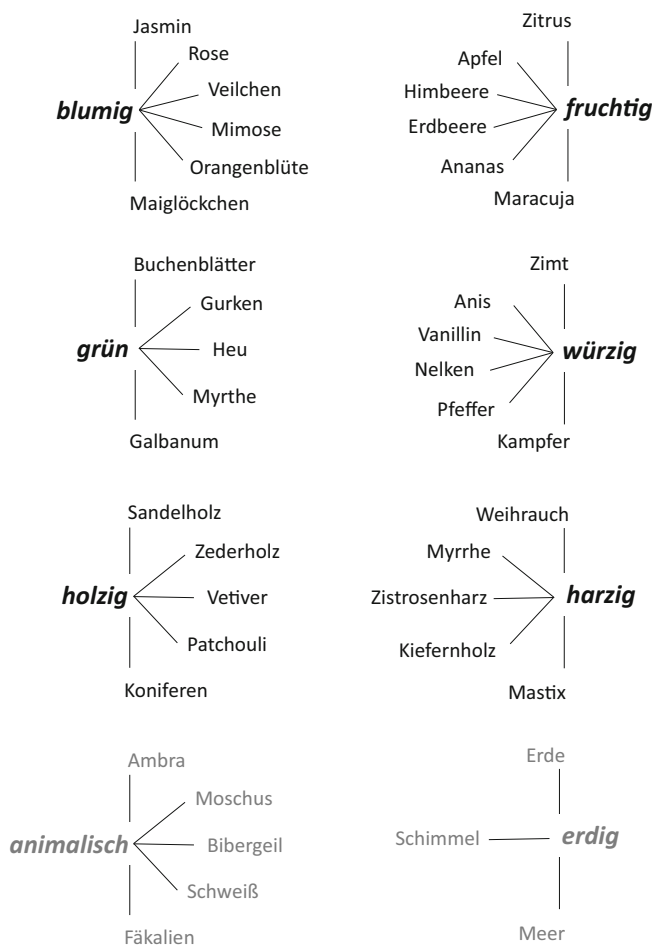 Jasmin
Rose
Veilchen
blumig
Mimose
Orangenblüte
Maiglöckchen
Zitrus
Apfel
Himbeere
fruchtig
Erdbeere
Ananas
Maracuja
Buchenblätter
Gurken
grün
Heu
Myrthe
Galbanum
Zimt
Anis
Vanillin
würzig
Nelken
Pfeffer
Kampfer
Sandelholz
Zederholz
holzig
Vetiver
Patchouli
Koniferen
Weihrauch
Myrrhe
Zistrosenharz
harzig
Kiefernholz
Mastix
Ambra
Moschus
animalisch
Bibergeil
Schweiß
Fäkalien
Erde
Schimmel
erdig
Meer